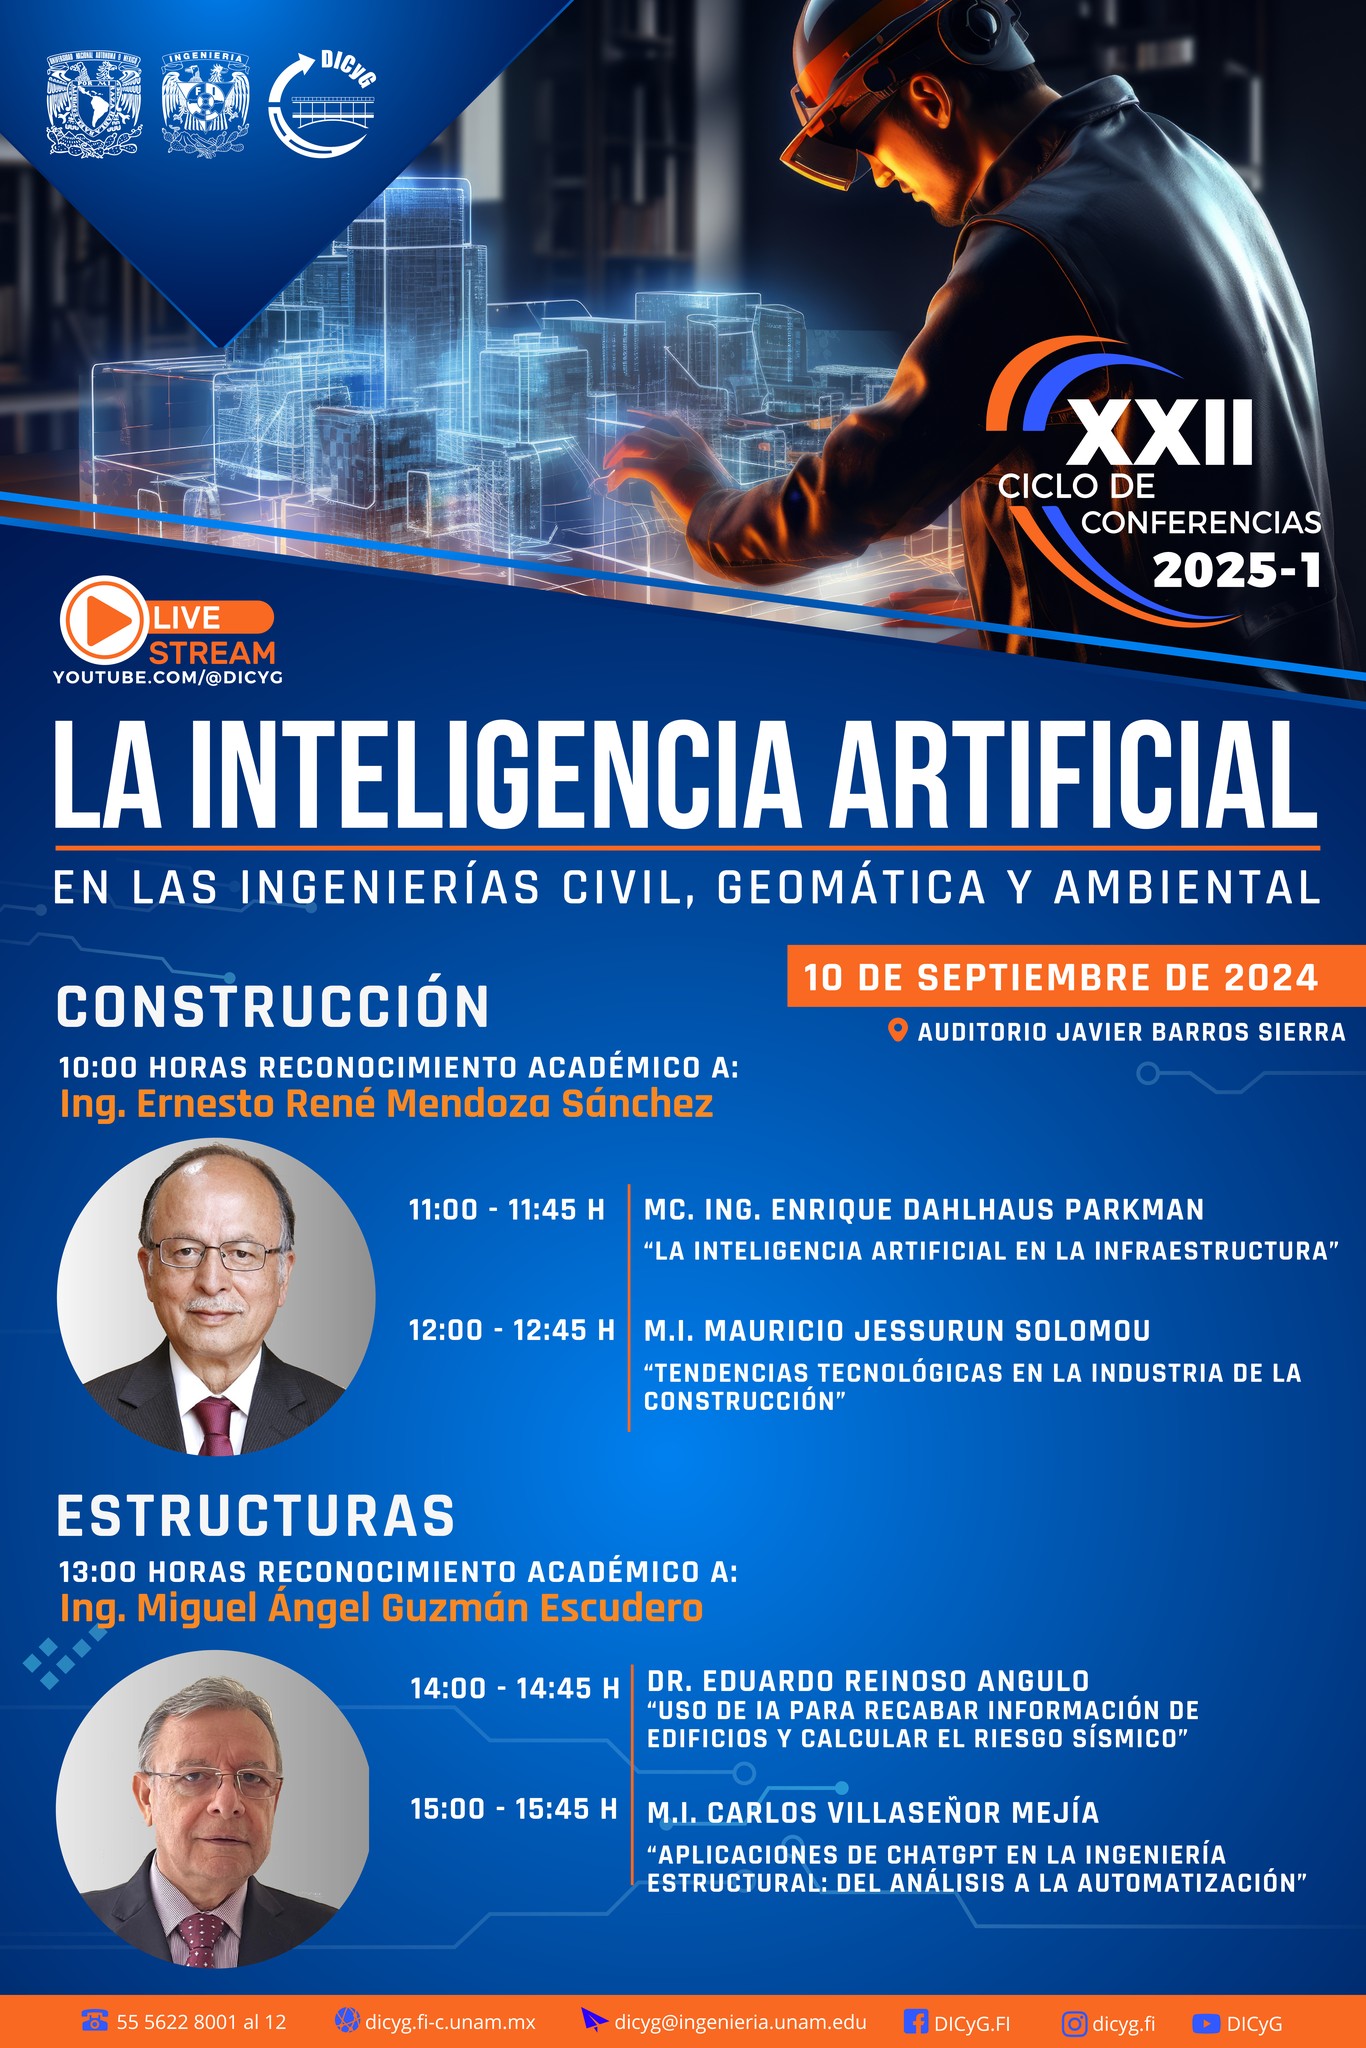 UNIVERSIDAD NACIONAL AUTÓNOMA DE MÉXICO
POR MI
INGENIERIA
DICyG
XXII
CICLO DE
CONFERENCIAS
2025-1
LIVE
STREAM
YOUTUBE.COM/@DICYG
LA INTELIGENCIA ARTIFICIAL
EN LAS INGENIERÍAS CIVIL, GEOMÁTICA Y AMBIENTAL
10 DE SEPTIEMBRE DE 2024
AUDITORIO JAVIER BARROS SIERRA
CONSTRUCCIÓN
10:00 HORAS RECONOCIMIENTO ACADÉMICO A:
Ing. Ernesto René Mendoza Sánchez
11:00 - 11:45 H
MC. ING. ENRIQUE DAHLHAUS PARKMAN
“LA INTELIGENCIA ARTIFICIAL EN LA INFRAESTRUCTURA”
12:00 - 12:45 H
M.I. MAURICIO JESSURUN SOLOMOU
“TENDENCIAS TECNOLÓGICAS EN LA INDUSTRIA DE LA
CONSTRUCCIÓN”
ESTRUCTURAS
13:00 HORAS RECONOCIMIENTO ACADÉMICO A:
Ing. Miguel Ángel Guzmán Escudero
14:00 - 14:45 H
DR. EDUARDO REINOSO ANGULO
“USO DE IA PARA RECABAR INFORMACIÓN DE
EDIFICIOS Y CALCULAR EL RIESGO SÍSMICO”
15:00 - 15:45 H
M.I. CARLOS VILLASEÑOR MEJÍA
“APLICACIONES DE CHATGPT EN LA INGENIERÍA
ESTRUCTURAL: DEL ANÁLISIS A LA AUTOMATIZACIÓN”
55 5622 8001 al 12
dicyg.fi-c.unam.mx
dicyg@ingenieria.unam.edu
DICyG.FI
dicyg.fi
DICyG